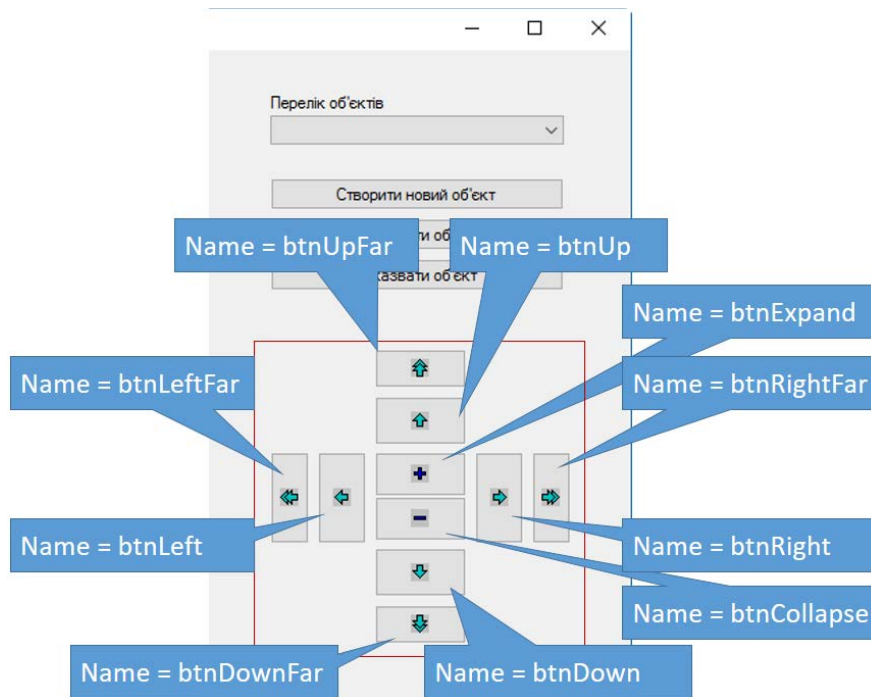 Перелік об'єктів
Створити новий об'єкт
Name = btnUpFar
Name = btnUp
Name = btnExpand
Name = btnLeftFar
Name = btnRightFar
Name = btnLeft
Name = btnRight
Name = btnCollapse
Name = btnDownFar
Name = btnDown